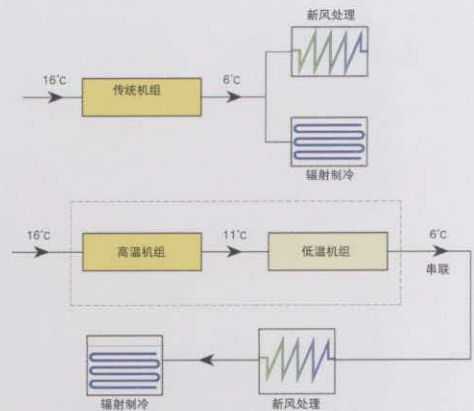 新风处理
16℃
传统机组
6℃
辐射制冷
16℃
高温机组
11℃
低温机组
6℃
串联
辐射制冷
新风处理